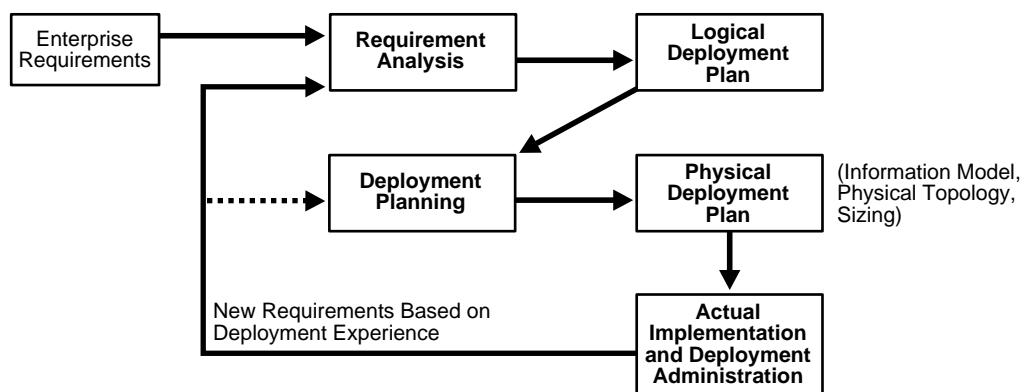 Enterprise
Requirements
Requirement
Analysis
Logical
Deployment
Plan
Deployment
Planning
Physical
Deployment
Plan
(Information Model,
Physical Topology,
Sizing)
New Requirements Based on
Deployment Experience
Actual
Implementation
and Deployment
Administration